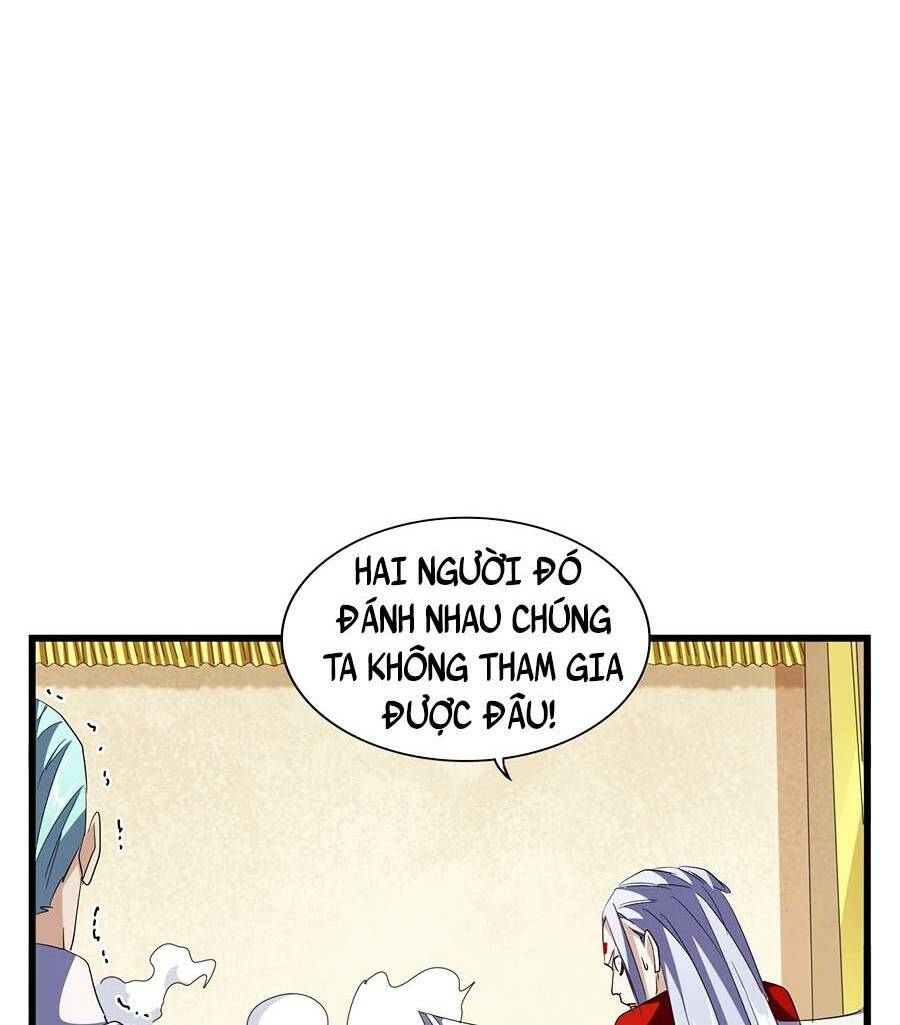 HAI NGƯỜI ĐÓ
ĐÁNH NHAU CHÚNG
TA KHÔNG THAM GIA
ĐƯỢC ĐÂU!